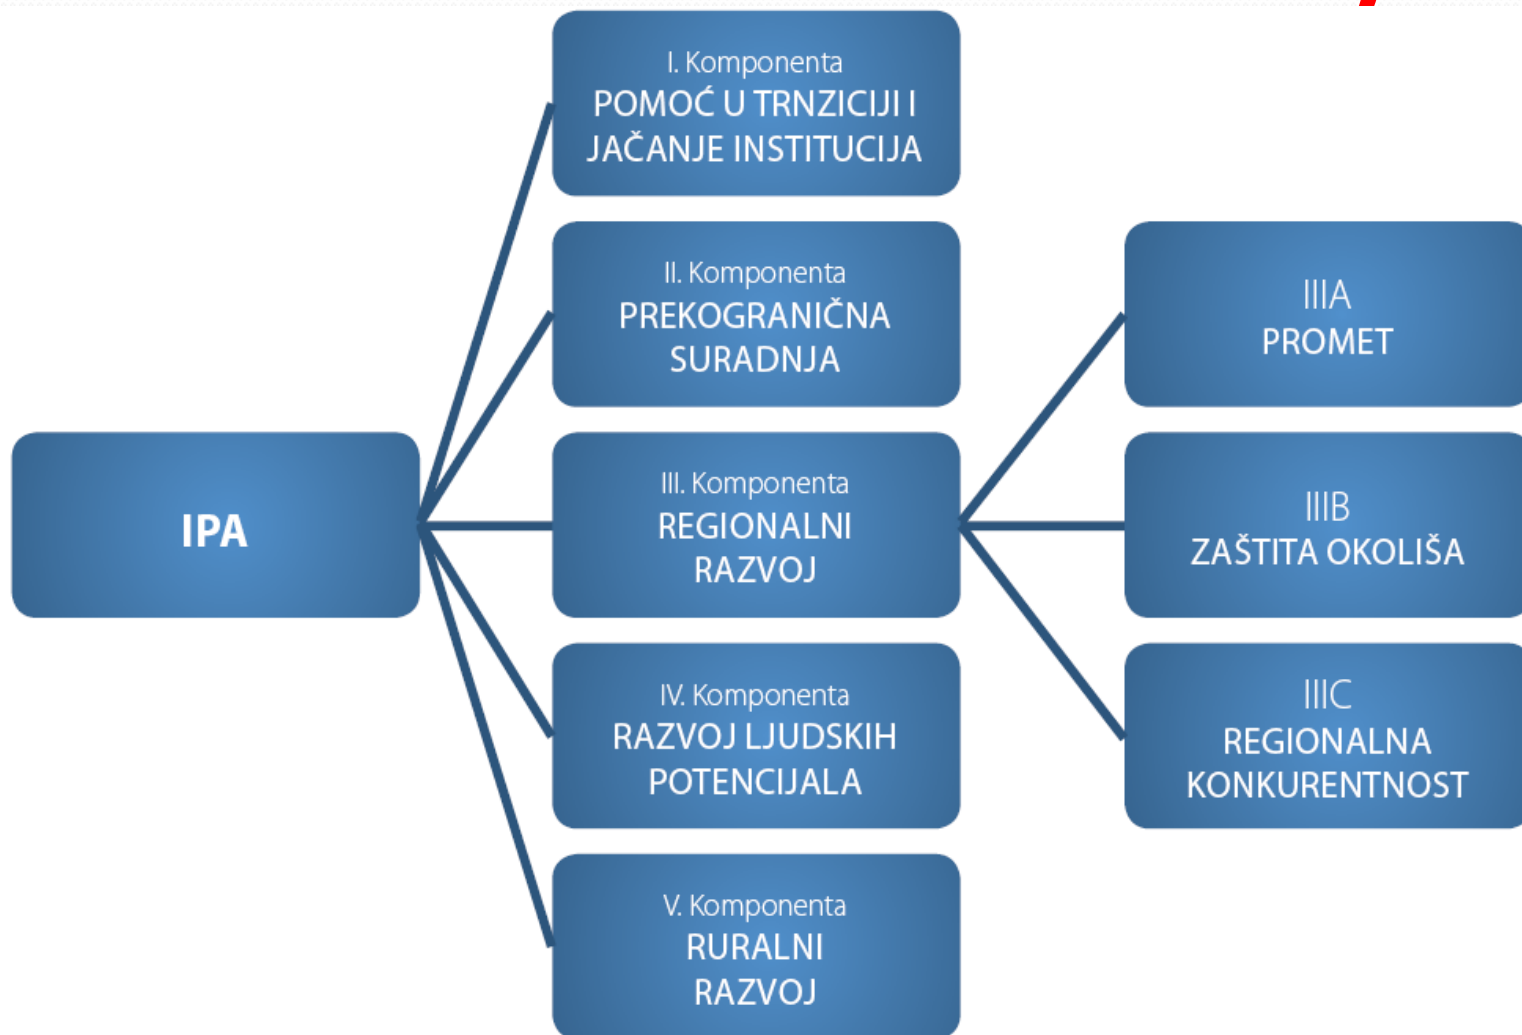 I. Komponenta
POMOĆ U TRNZICIJI I
JAČANJE INSTITUCIJA
II. Komponenta
PREKOGRANIČNA
SURADNJA
IIIA
PROMET
IPA
III. Komponenta
REGIONALNI
RAZVOJ
IIIB
ZAŠTITA OKOLIŠA
IV. Komponenta
RAZVOJ LJUDSKIH
POTENCIJALA
IIIC
REGIONALNA
KONKURENTNOST
V. Komponenta
RURALNI
RAZVOJ